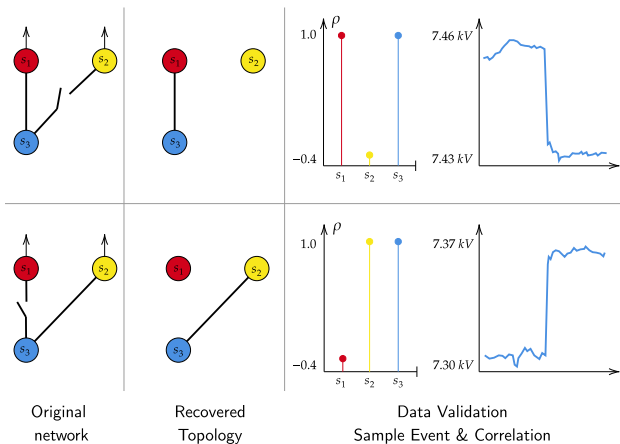 s1 s2 s3
s1 s2 s3
ρ
1.0
−0.4
s1 s2 s3
7.46 kV
7.43 kV
s1 s2 s3
s1 s2 s3
ρ
1.0
−0.4
s1 s2 s3
7.37 kV
7.30 kV
Original
network
Recovered
Topology
Data Validation
Sample Event & Correlation